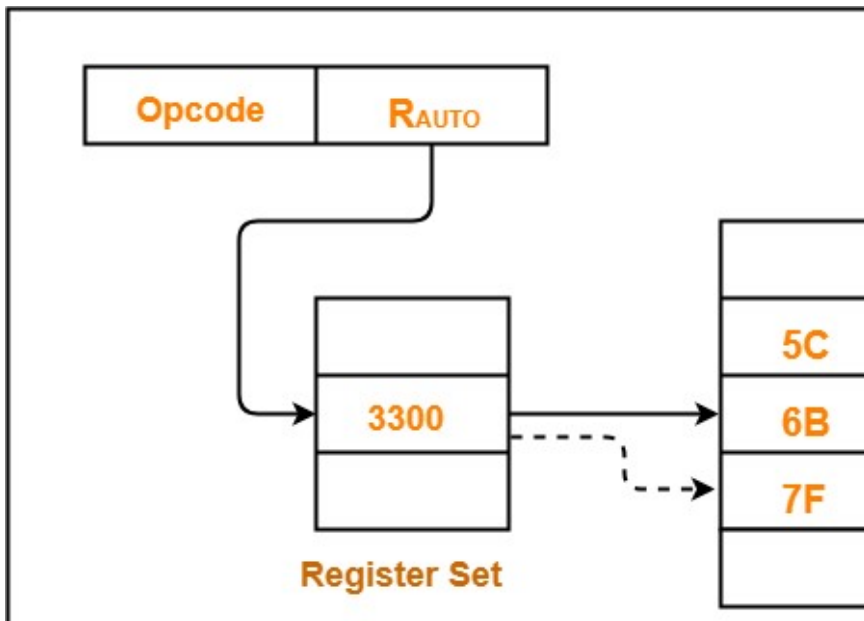 Opcode RAUTO
5C
3300 6B
7F
Register Set